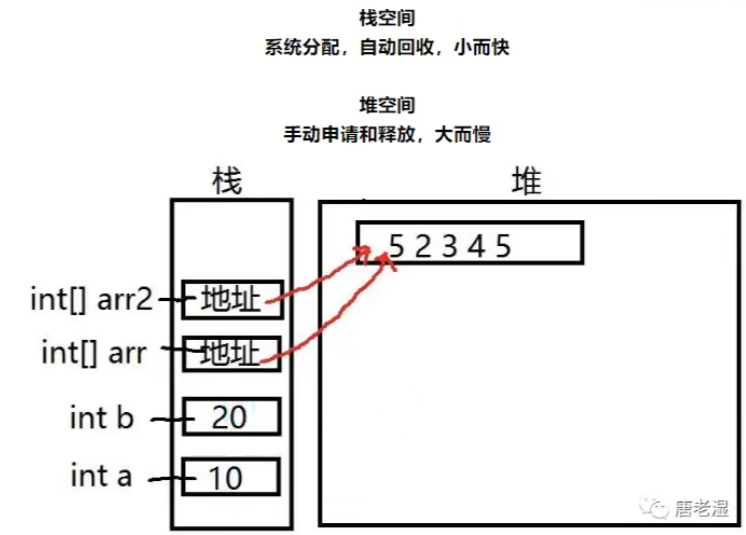 栈空间
系统分配，自动回收，小而快
堆空间
手动申请和释放，大而慢
栈
堆
5 2 3 4 5
int[] arr2
地址
int[] arr
地址
int b
20
int a
10
唐老湿